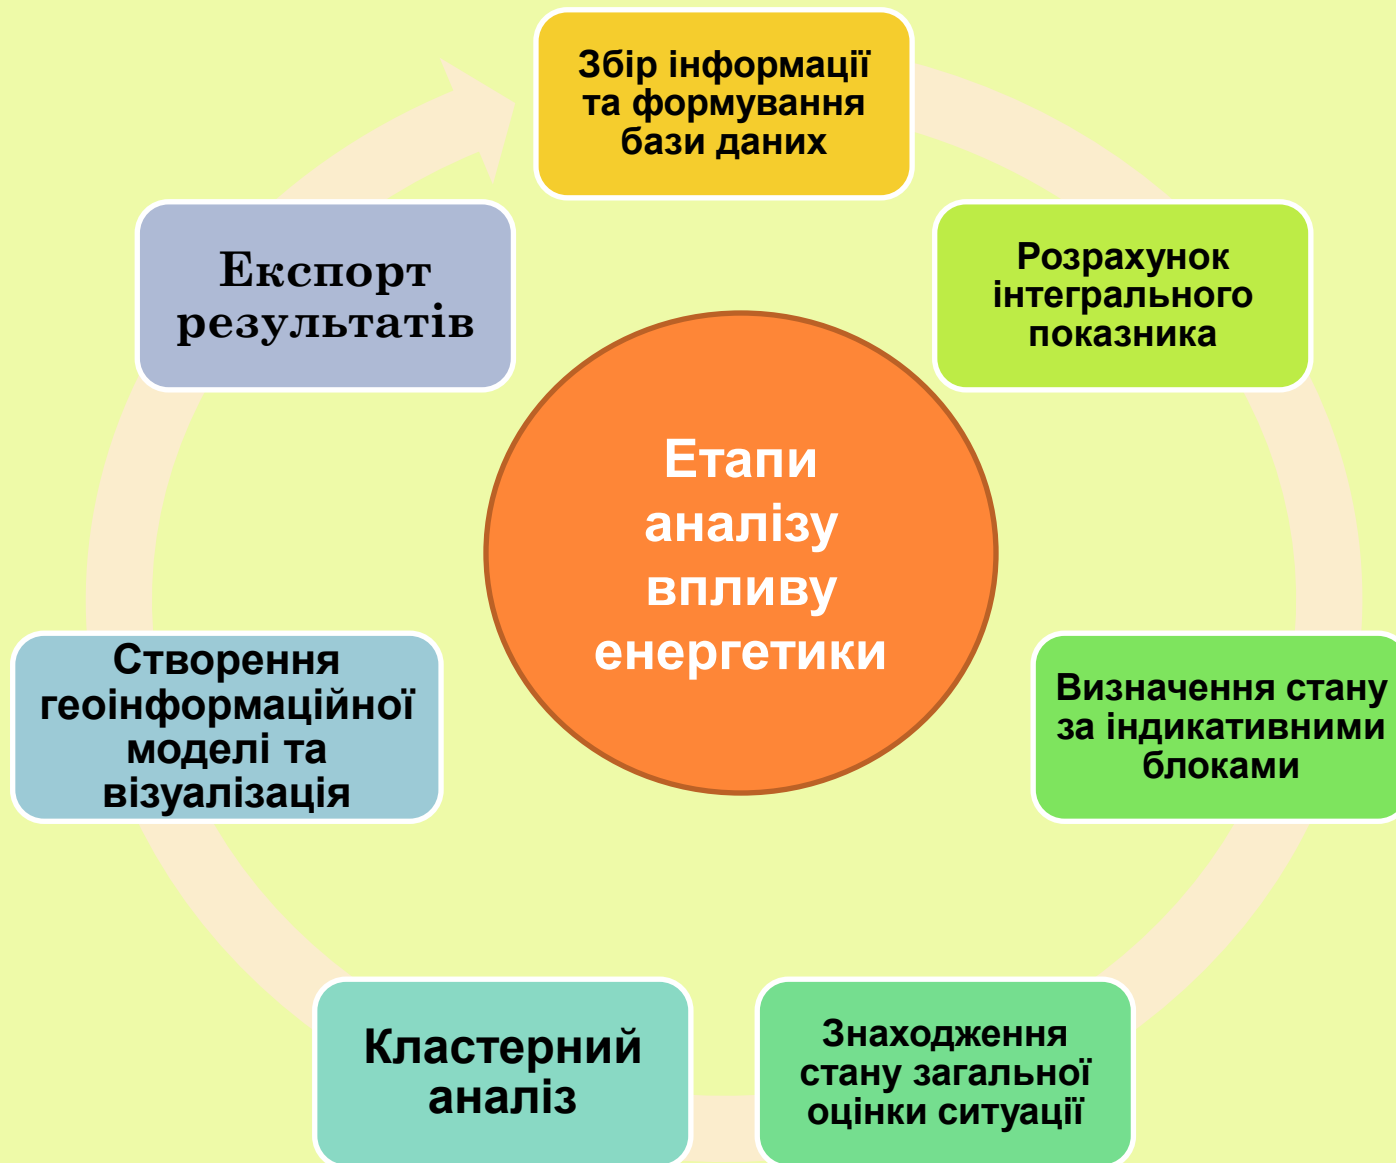 Збір інформації
та формування
бази даних
Розрахунок
інтегрального
показника
Визначення стану
за індикативними
блоками
Знаходження
стану загальної
оцінки ситуації
Кластерний
аналіз
Створення
геоінформаційної
моделі та
візуалізація
Експорт
результатів
Етапи
аналізу
впливу
енергетики